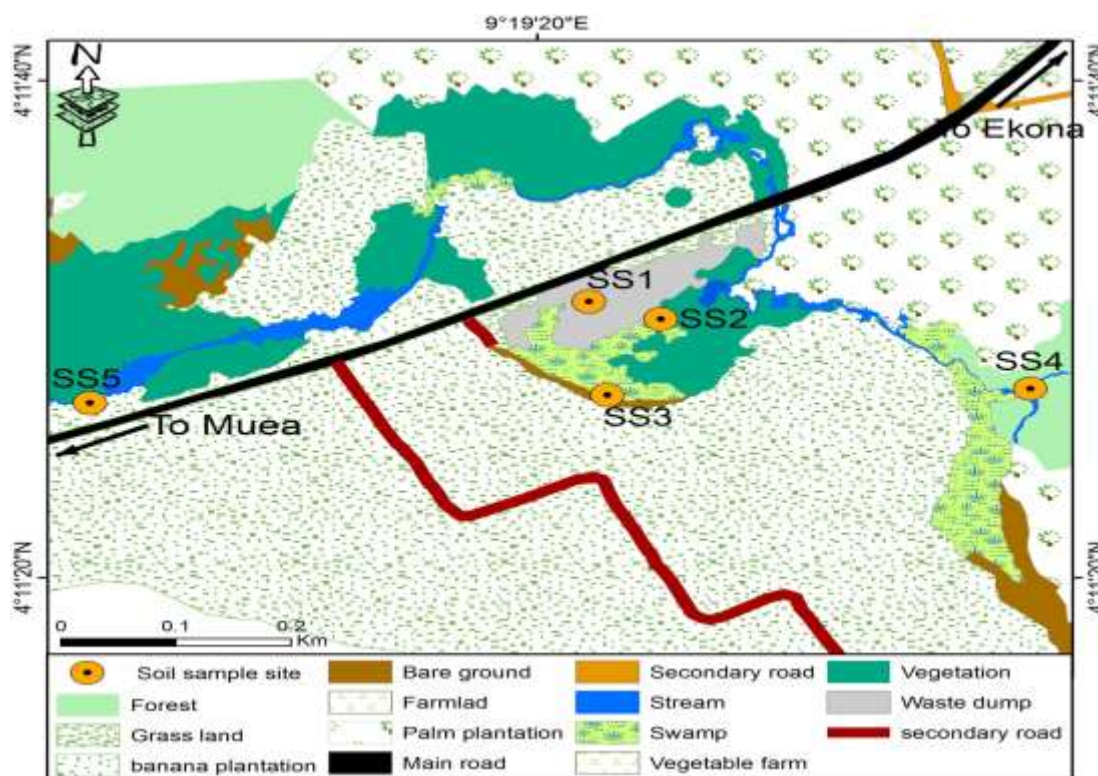 9°19'20"E
N
4°11'40"N
4°11'40"N
To Ekona
SS1
SS2
SS4
SS5
SS3
To Muea
4°11'20"N
4°11'20"N
0 0.1 0.2
Km
Soil sample site Bare ground Secondary road Vegetation
Forest Farmlad Stream Waste dump
Grass land Palm plantation Swamp secondary road
banana plantation Main road Vegetable farm